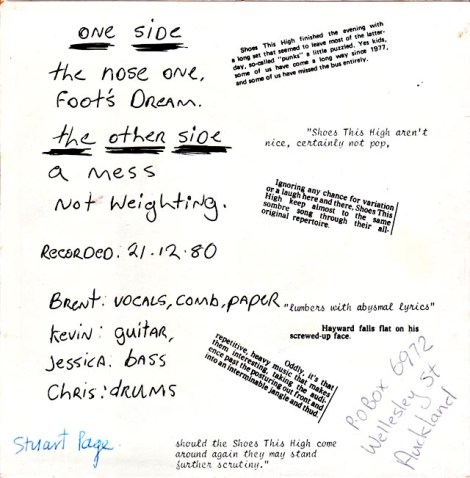 one side
the nose one,
Foot's Dream.
the other side
a mess
Not Weighting.
Recorded: 21.12.80
Brent: vocals, comb, paper
Kevin: guitar,
Jessica: bass
Chris: drums
Stuart Page.
Shoes This High finished the evening with
a long set that seemed to leave most of the latter-
day, so-called "punks" a little puzzled. Yes kids,
some of us have come a long way since 1977,
and some of us have missed the bus entirely.
"Shoes This High aren't
nice, certainly not pop,
Ignoring any chance for variation
or a laugh here and there, Shoes This
High keep almost to the same
sombre song through their all-
original repertoire.
"lumbers with abysmal lyrics"
Hayward falls flat on his
screwed-up face.
Oddly, it's that
repetitive, heavy music that makes
them interesting, taking the audi-
ence past the posturing out front and
into an interminable jangle and thud.
should the Shoes This High come
around again they may stand
further scrutiny."
PO Box 6972
Wellesley St
Auckland